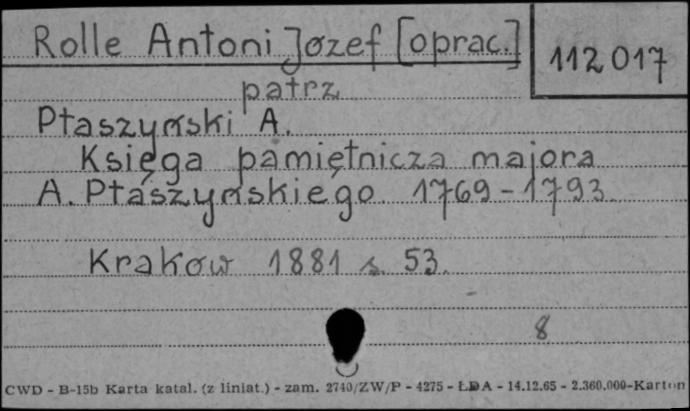 Rolle Antoni Józef [oprac.] 112 017
patrz
Ptaszyński A.
Księga pamiętnicza majora
A. Ptaszyńskiego. 1769-1793.
Kraków 1881 s. 53.
8
CWD - B-15b Karta katal. (z liniat.) - zam. 2740/ZW/P - 4275 - ŁDA - 14.12.65 - 2.360.000-Karton